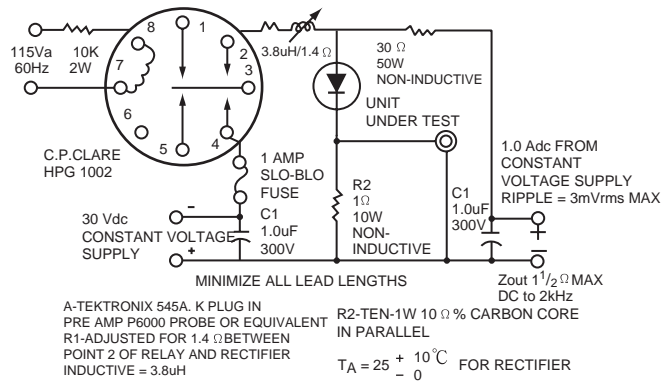 115Va
60Hz
10K
2W
8
1
7
2
3
6
5
4
3.8uH/1.4 Ω
30 Ω
50W
NON-INDUCTIVE
UNIT
UNDER TEST
C.P.CLARE
HPG 1002
1 AMP
SLO-BLO
FUSE
1.0 Adc FROM
CONSTANT
VOLTAGE SUPPLY
RIPPLE = 3mVrms MAX
R2
1Ω
10W
NON-
INDUCTIVE
C1
1.0uF
300V
-
30 Vdc
CONSTANT VOLTAGE
SUPPLY
+
C1
1.0uF
300V
+
–
MINIMIZE ALL LEAD LENGTHS
Zout 1 1/2 Ω MAX
DC to 2kHz
A-TEKTRONIX 545A. K PLUG IN
PRE AMP P6000 PROBE OR EQUIVALENT
R1-ADJUSTED FOR 1.4 Ω BETWEEN
POINT 2 OF RELAY AND RECTIFIER
INDUCTIVE = 3.8uH
R2-TEN-1W 10 Ω % CARBON CORE
IN PARALLEL
TA = 25 + 10°C FOR RECTIFIER
– 0